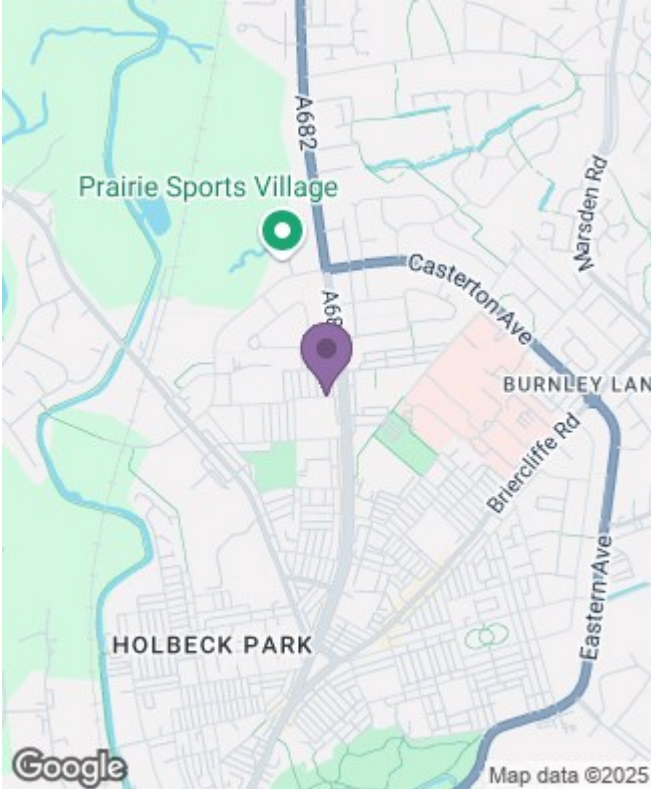 A682
Prairie Sports Village
Marsden Rd
Casterton Ave
A68
BURNLEY LAN
Briercliffe Rd
Eastern Ave
HOLBECK PARK
Google
Map data ©2025